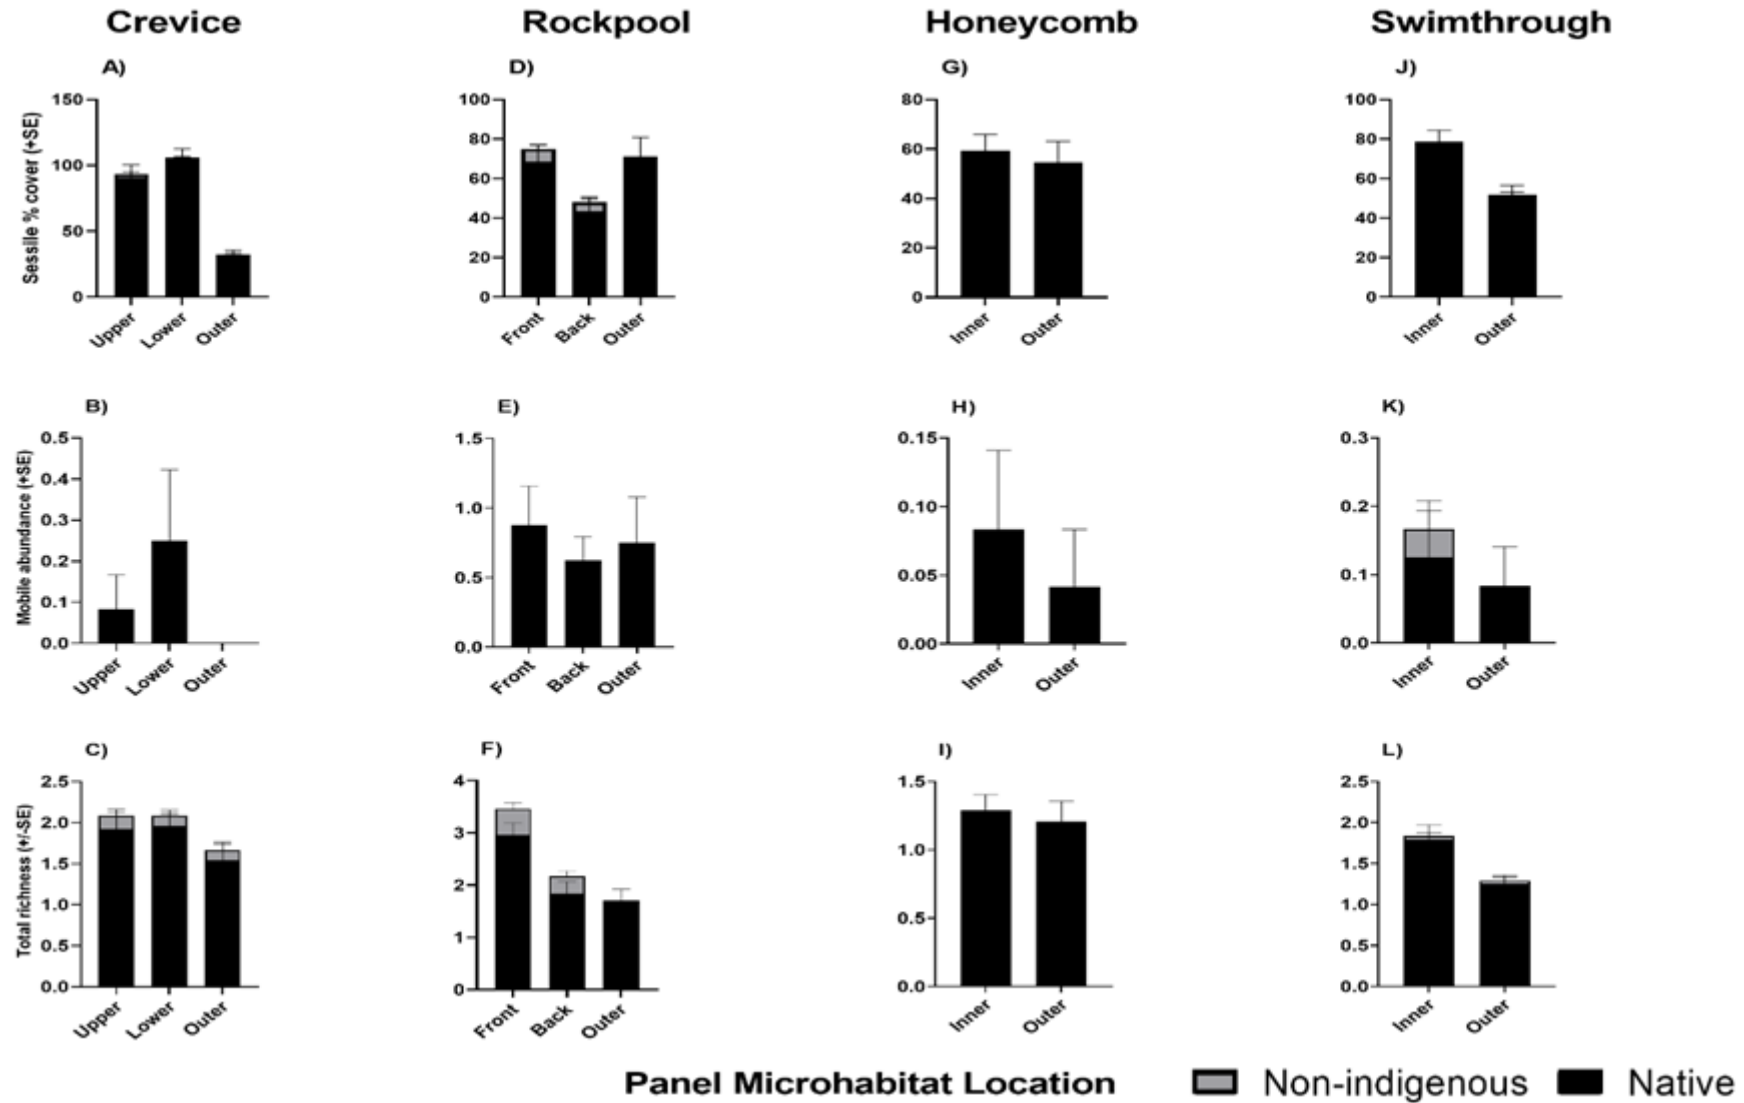 Crevice Rockpool Honeycomb Swimthrough
A) D) G) J)
Sessile % cover (+SE)
150
100
50
0
Upper Lower Outer
100
80
60
40
20
0
Front Back Outer
80
60
40
20
0
Inner Outer
100
80
60
40
20
0
Inner Outer
B) E) H) K)
Mobile abundance (+SE)
0.5
0.4
0.3
0.2
0.1
0.0
Upper Lower Outer
1.5
1.0
0.5
0.0
Front Back Outer
0.15
0.10
0.05
0.00
Inner Outer
0.3
0.2
0.1
0.0
Inner Outer
C) F) I) L)
Total richness (+/-SE)
2.5
2.0
1.5
1.0
0.5
0.0
Upper Lower Outer
4
3
2
1
0
Front Back Outer
1.5
1.0
0.5
0.0
Inner Outer
2.5
2.0
1.5
1.0
0.5
0.0
Inner Outer
Panel Microhabitat Location
Non-indigenous Native